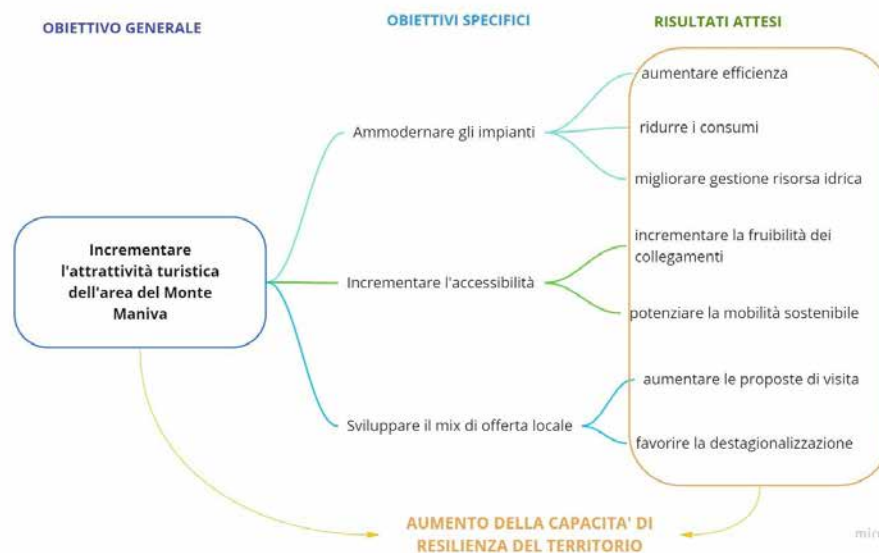 OBIETTIVO GENERALE
OBIETTIVI SPECIFICI
RISULTATI ATTESI
Incrementare
l'attrattività turistica
dell'area del Monte
Maniva
Ammodernare gli impianti
aumentare efficienza
ridurre i consumi
migliorare gestione risorsa idrica
Incrementare l'accessibilità
incrementare la fruibilità dei
collegamenti
potenziare la mobilità sostenibile
Sviluppare il mix di offerta locale
aumentare le proposte di visita
favorire la destagionalizzazione
AUMENTO DELLA CAPACITA' DI
RESILIENZA DEL TERRITORIO